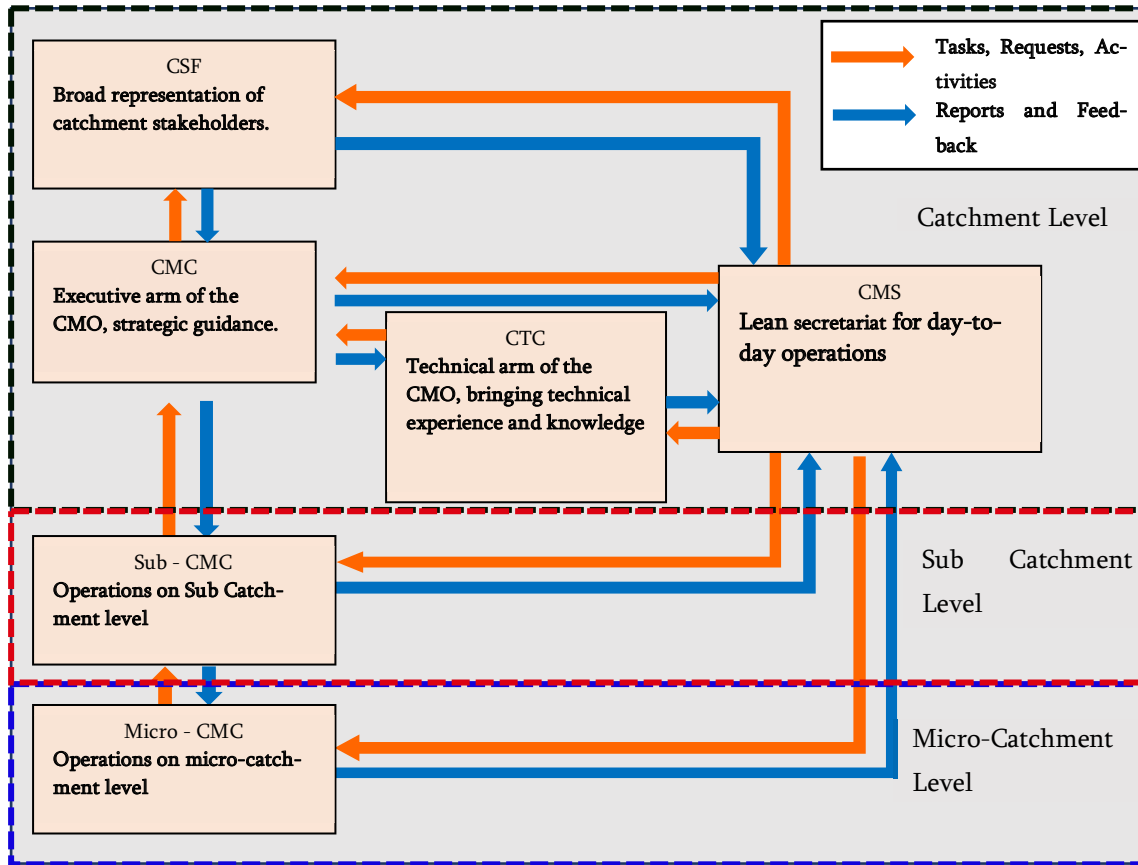 CSF
Broad representation of
catchment stakeholders.
Tasks, Requests, Ac-
tivities
Reports and Feed-
back
Catchment Level
CMC
Executive arm of the
CMO, strategic guidance.
CMS
Lean secretariat for day-to-
day operations
CTC
Technical arm of the
CMO, bringing technical
experience and knowledge
Sub - CMC
Operations on Sub Catch-
ment level
Sub Catchment
Level
Micro - CMC
Operations on micro-catch-
ment level
Micro-Catchment
Level